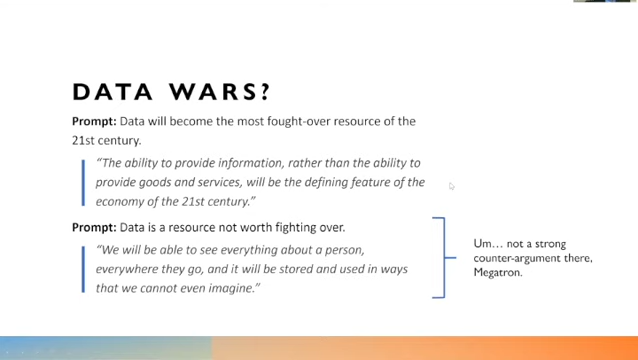 DATA WARS?
Prompt: Data will become the most fought-over resource of the
21st century.
“The ability to provide information, rather than the ability to
provide goods and services, will be the defining feature of the
economy of the 21st century.”
Prompt: Data is a resource not worth fighting over.
“We will be able to see everything about a person,
everywhere they go, and it will be stored and used in ways
that we cannot even imagine.”
Um... not a strong
counter-argument there,
Megatron.